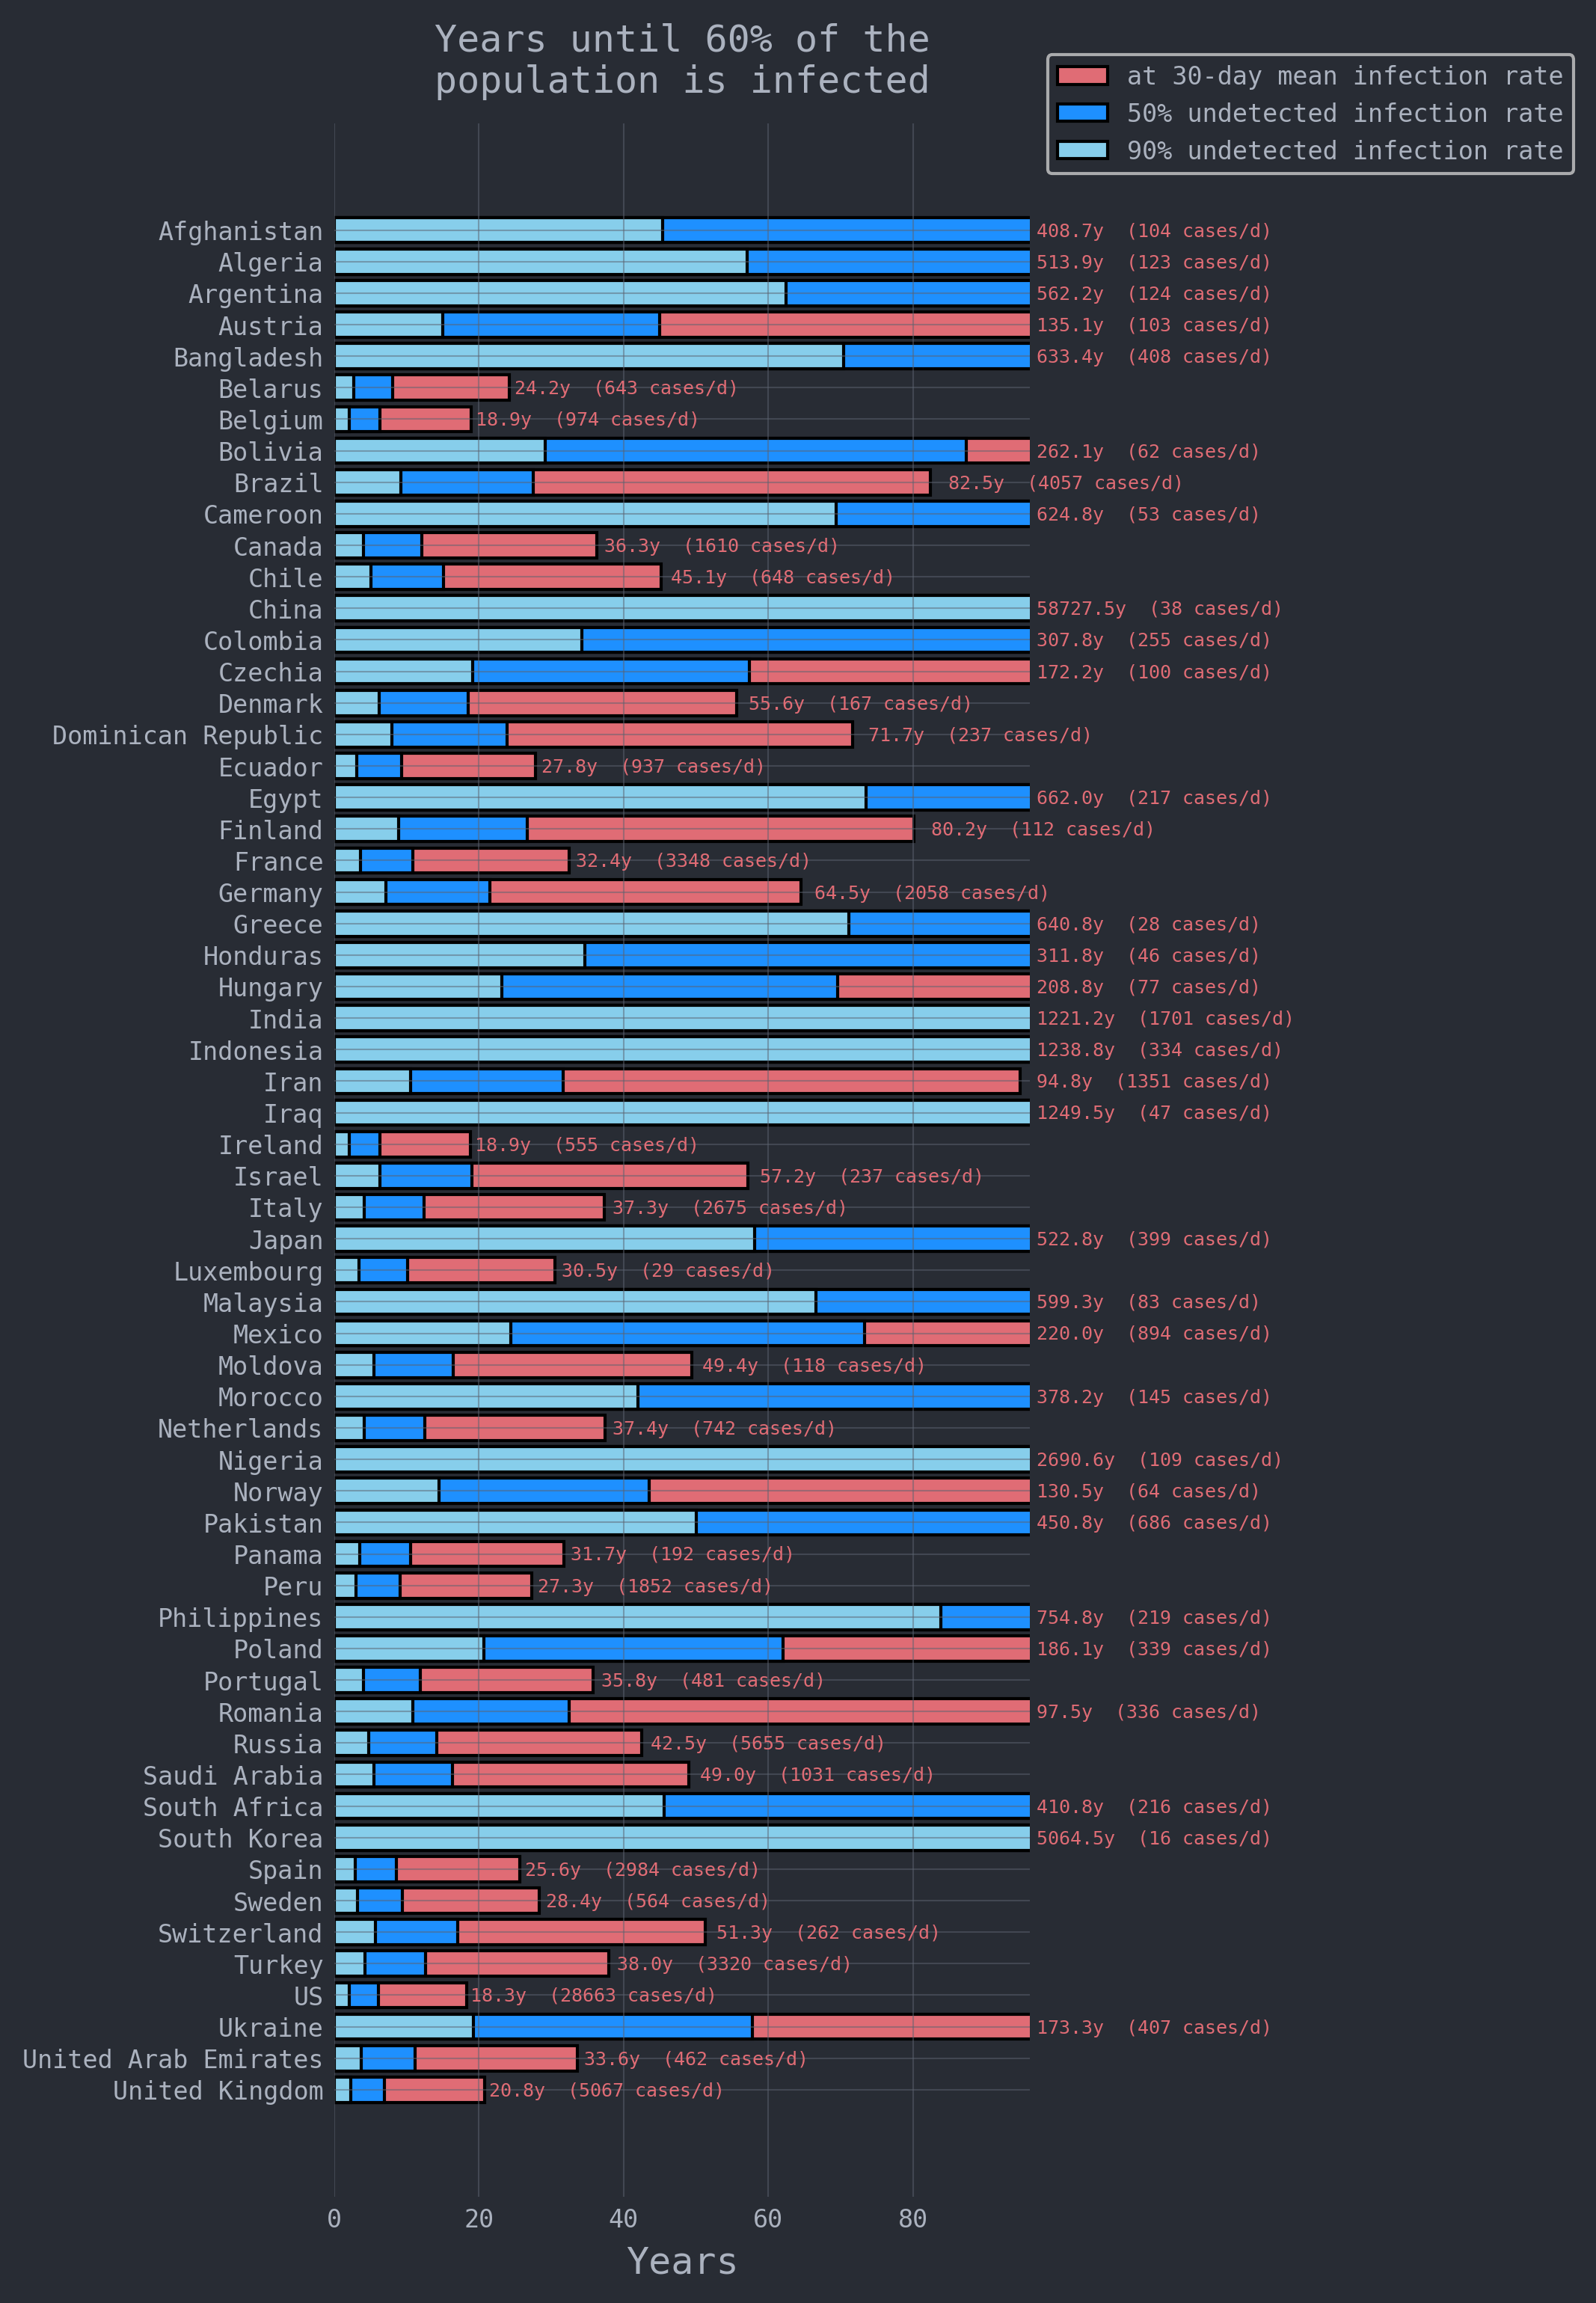 Years until 60% of the
population is infected
at 30-day mean infection rate
50% undetected infection rate
90% undetected infection rate
Afghanistan 408.7y (104 cases/d)
Algeria 513.9y (123 cases/d)
Argentina 562.2y (124 cases/d)
Austria 135.1y (103 cases/d)
Bangladesh 633.4y (408 cases/d)
Belarus 24.2y (643 cases/d)
Belgium 18.9y (974 cases/d)
Bolivia 262.1y (62 cases/d)
Brazil 82.5y (4057 cases/d)
Cameroon 624.8y (53 cases/d)
Canada 36.3y (1610 cases/d)
Chile 45.1y (648 cases/d)
China 58727.5y (38 cases/d)
Colombia 307.8y (255 cases/d)
Czechia 172.2y (100 cases/d)
Denmark 55.6y (167 cases/d)
Dominican Republic 71.7y (237 cases/d)
Ecuador 27.8y (937 cases/d)
Egypt 662.0y (217 cases/d)
Finland 80.2y (112 cases/d)
France 32.4y (3348 cases/d)
Germany 64.5y (2058 cases/d)
Greece 640.8y (28 cases/d)
Honduras 311.8y (46 cases/d)
Hungary 208.8y (77 cases/d)
India 1221.2y (1701 cases/d)
Indonesia 1238.8y (334 cases/d)
Iran 94.8y (1351 cases/d)
Iraq 1249.5y (47 cases/d)
Ireland 18.9y (555 cases/d)
Israel 57.2y (237 cases/d)
Italy 37.3y (2675 cases/d)
Japan 522.8y (399 cases/d)
Luxembourg 30.5y (29 cases/d)
Malaysia 599.3y (83 cases/d)
Mexico 220.0y (894 cases/d)
Moldova 49.4y (118 cases/d)
Morocco 378.2y (145 cases/d)
Netherlands 37.4y (742 cases/d)
Nigeria 2690.6y (109 cases/d)
Norway 130.5y (64 cases/d)
Pakistan 450.8y (686 cases/d)
Panama 31.7y (192 cases/d)
Peru 27.3y (1852 cases/d)
Philippines 754.8y (219 cases/d)
Poland 186.1y (339 cases/d)
Portugal 35.8y (481 cases/d)
Romania 97.5y (336 cases/d)
Russia 42.5y (5655 cases/d)
Saudi Arabia 49.0y (1031 cases/d)
South Africa 410.8y (216 cases/d)
South Korea 5064.5y (16 cases/d)
Spain 25.6y (2984 cases/d)
Sweden 28.4y (564 cases/d)
Switzerland 51.3y (262 cases/d)
Turkey 38.0y (3320 cases/d)
US 18.3y (28663 cases/d)
Ukraine 173.3y (407 cases/d)
United Arab Emirates 33.6y (462 cases/d)
United Kingdom 20.8y (5067 cases/d)
0 20 40 60 80
Years